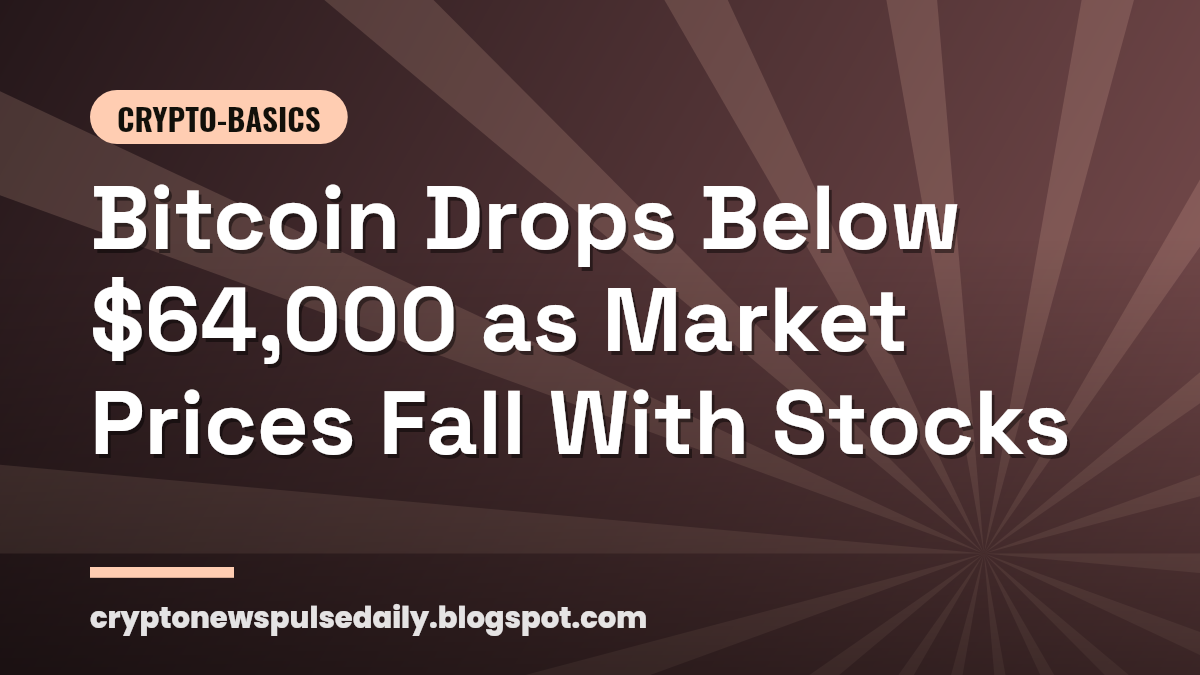 CRYPTO-BASICS
Bitcoin Drops Below
$64,000 as Market
Prices Fall With Stocks
cryptonewspulsedaily.blogspot.com